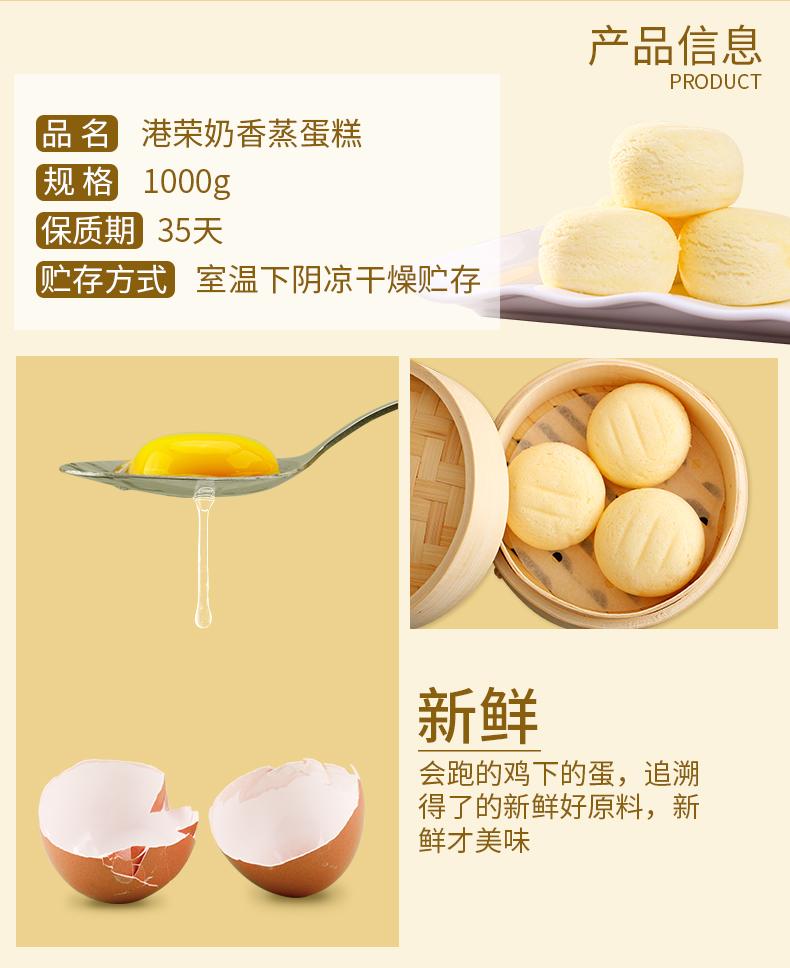 产品信息
PRODUCT
品名 港荣奶香蒸蛋糕
规格 1000g
保质期 35天
贮存方式 室温下阴凉干燥贮存
新鲜
会跑的鸡下的蛋，追溯
得了的新鲜好原料，新
鲜才美味